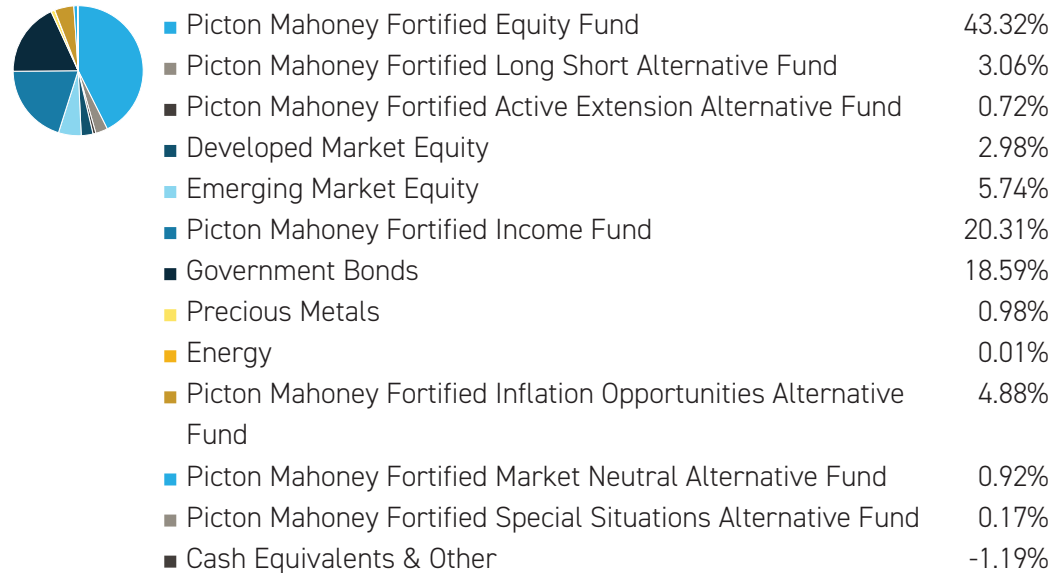 Picton Mahoney Fortified Equity Fund 43.32%
Picton Mahoney Fortified Long Short Alternative Fund 3.06%
Picton Mahoney Fortified Active Extension Alternative Fund 0.72%
Developed Market Equity 2.98%
Emerging Market Equity 5.74%
Picton Mahoney Fortified Income Fund 20.31%
Government Bonds 18.59%
Precious Metals 0.98%
Energy 0.01%
Picton Mahoney Fortified Inflation Opportunities Alternative 4.88%
Fund
Picton Mahoney Fortified Market Neutral Alternative Fund 0.92%
Picton Mahoney Fortified Special Situations Alternative Fund 0.17%
Cash Equivalents & Other -1.19%